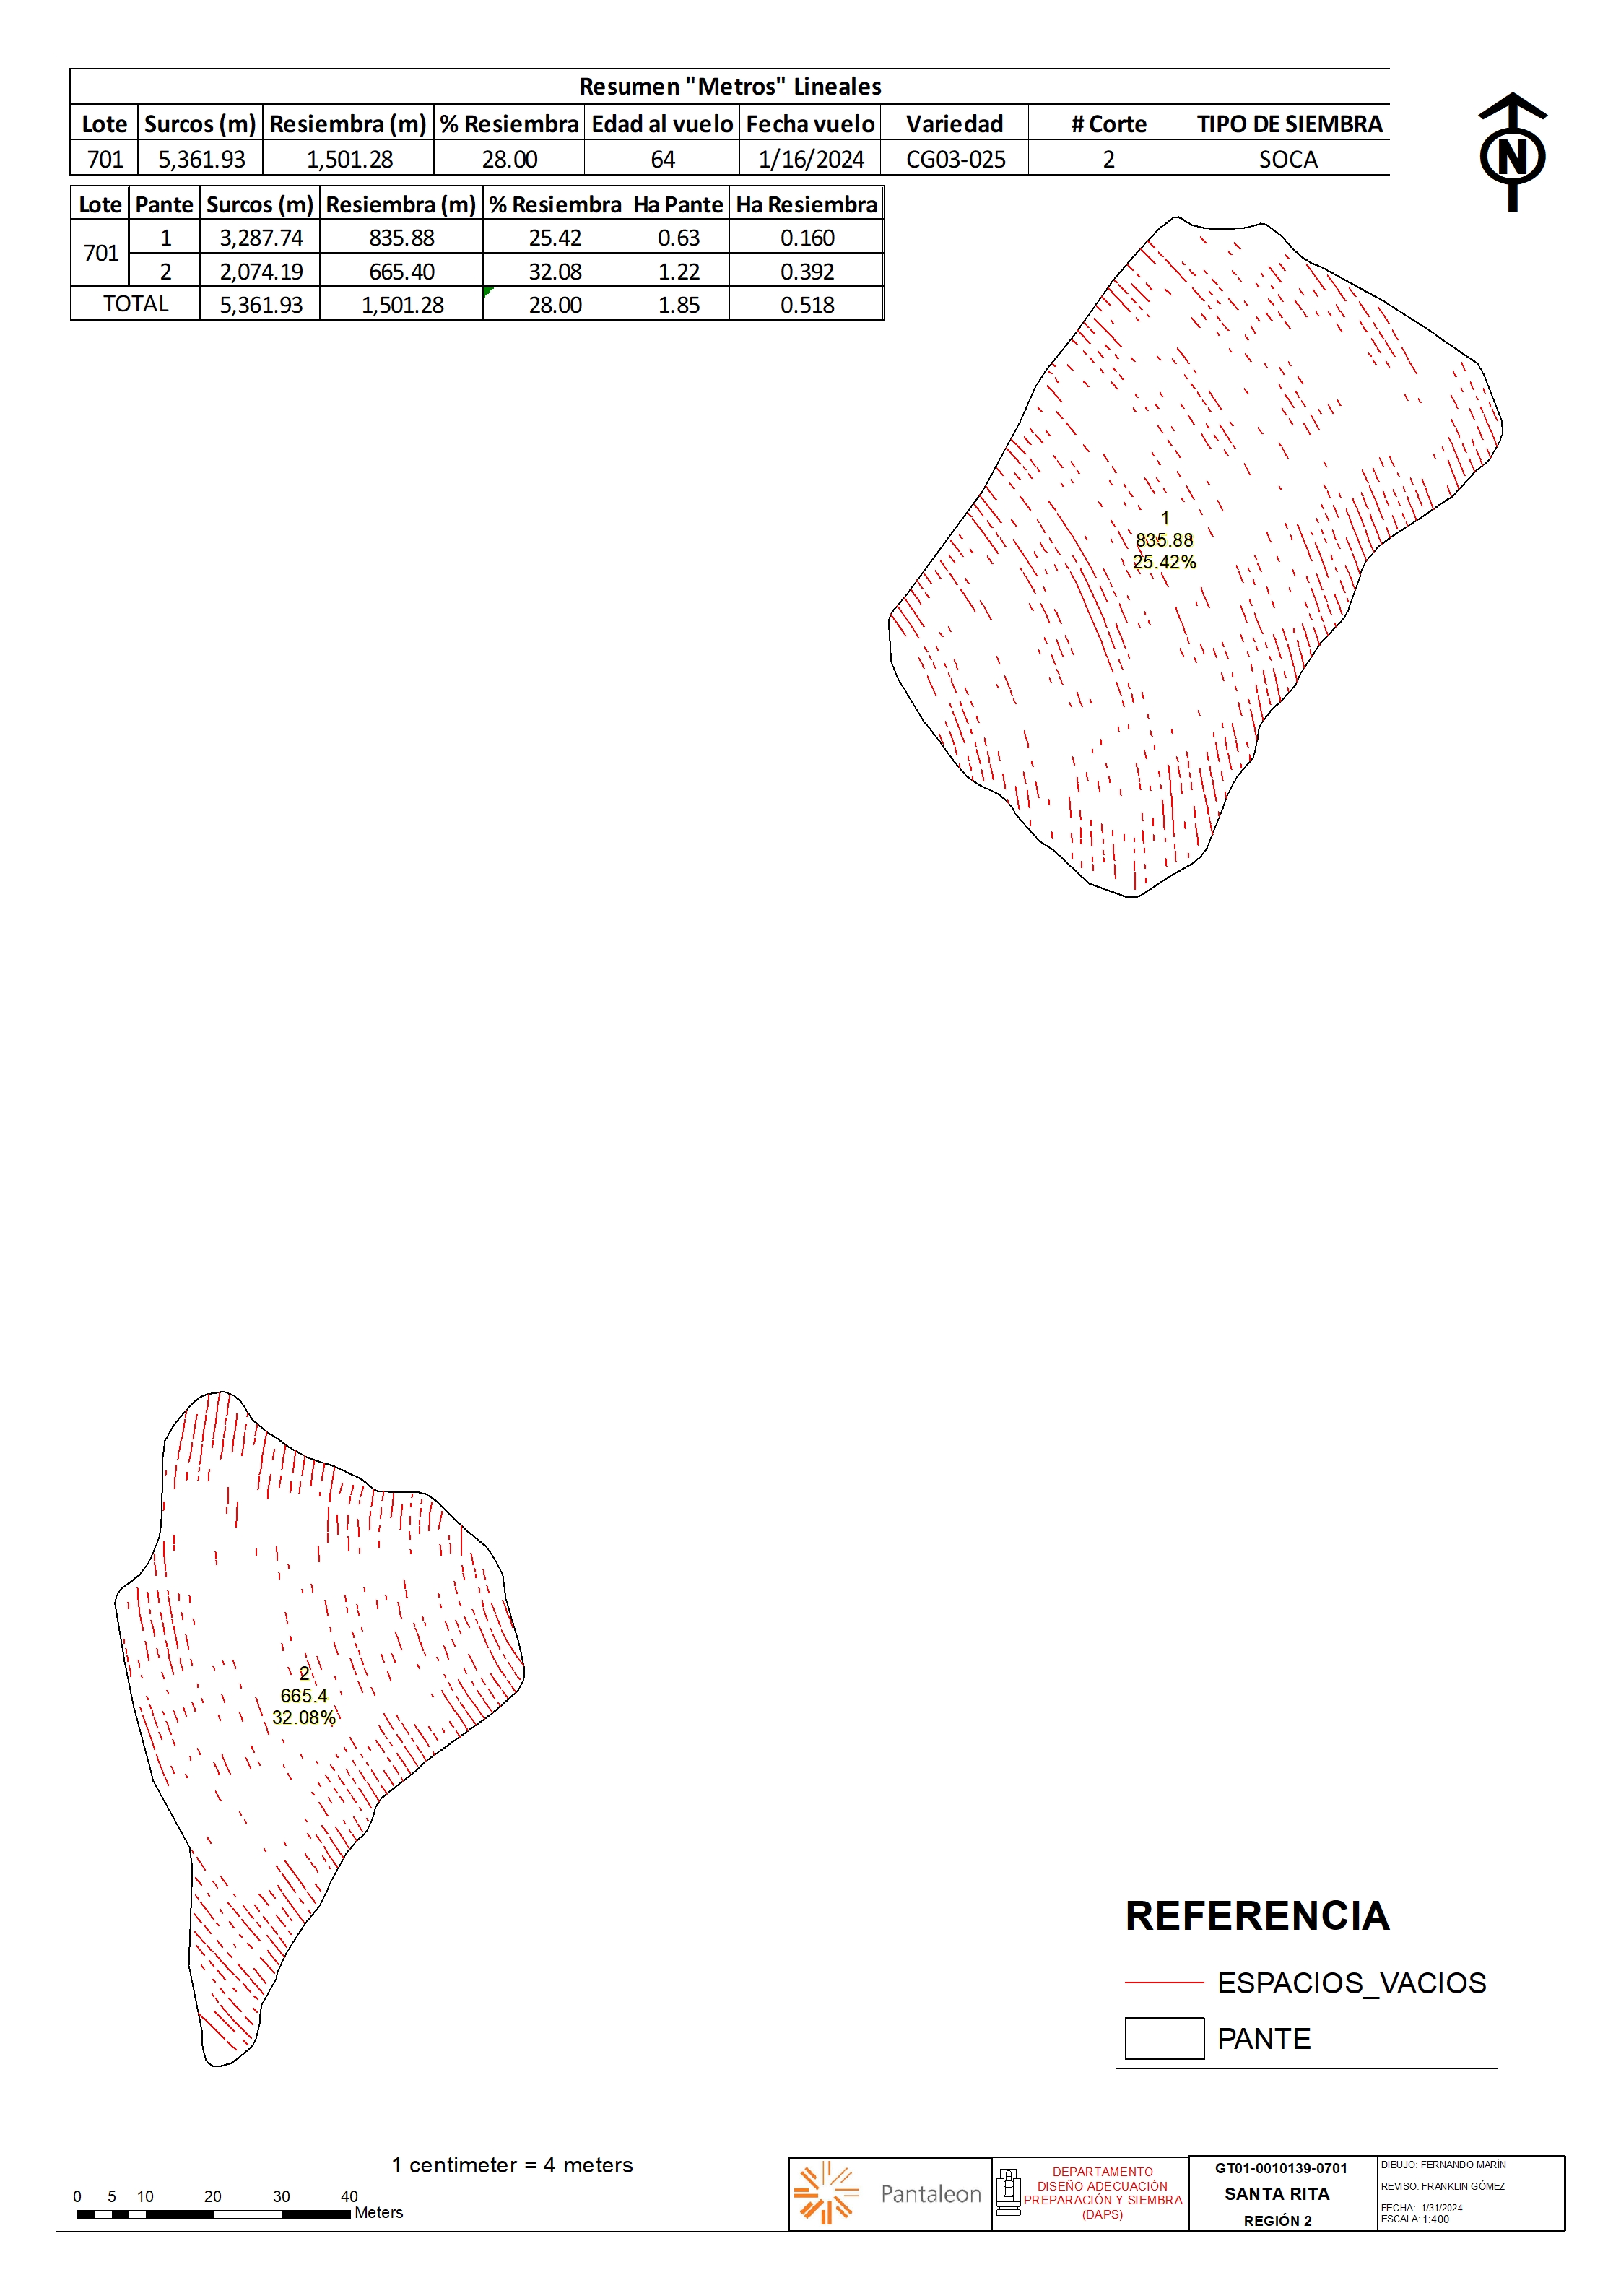 Resumen "Metros" Lineales
Lote Surcos (m) Resiembra (m) % Resiembra Edad al vuelo Fecha vuelo Variedad # Corte TIPO DE SIEMBRA
701 5,361.93 1,501.28 28.00 64 1/16/2024 CG03-025 2 SOCA
Lote Pante Surcos (m) Resiembra (m) % Resiembra Ha Pante Ha Resiembra
701 1 3,287.74 835.88 25.42 0.63 0.160
2 2,074.19 665.40 32.08 1.22 0.392
TOTAL 5,361.93 1,501.28 28.00 1.85 0.518
N
1
835.88
25.42%
2
665.4
32.08%
REFERENCIA
ESPACIOS_VACIOS
PANTE
1 centimeter = 4 meters
0 5 10 20 30 40
Meters
Pantaleon
DEPARTAMENTO
DISEÑO ADECUACIÓN
PREPARACIÓN Y SIEMBRA
(DAPS)
GT01-0010139-0701
SANTA RITA
REGIÓN 2
DIBUJO: FERNANDO MARÍN
REVISO: FRANKLIN GÓMEZ
FECHA: 1/31/2024
ESCALA: 1:400